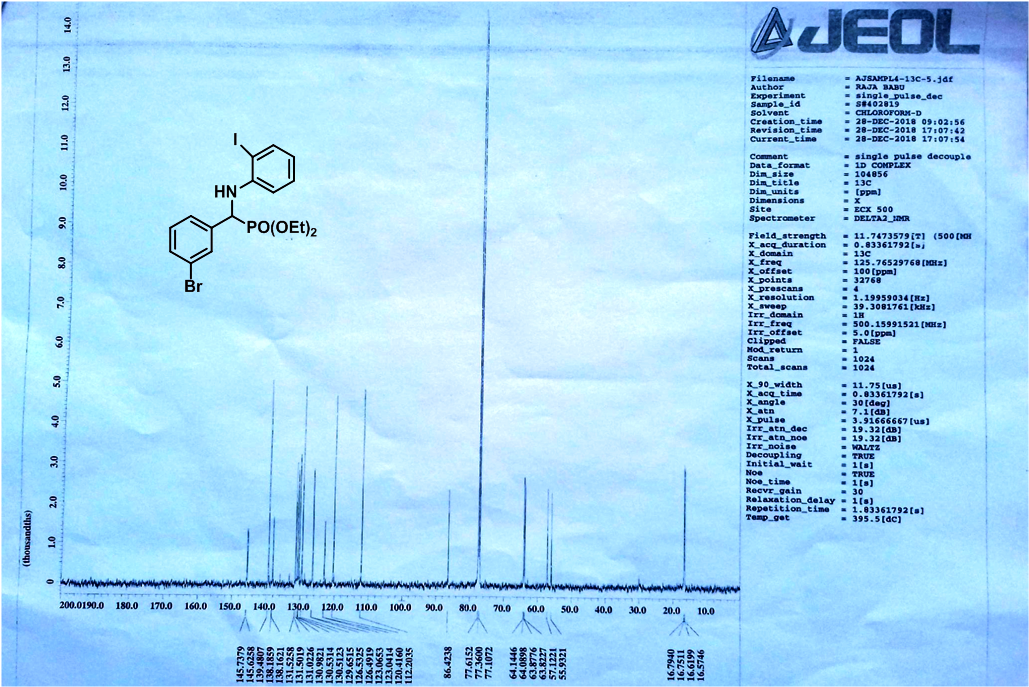 JEOL
14.0
13.0
12.0
11.0
10.0
9.0
8.0
7.0
6.0
5.0
4.0
3.0
2.0
1.0
0
(thousandths)
I
HN
PO(OEt)2
Br
Filename = AJSAMPL4-13C-5.jdf
Author = RAJA BABU
Experiment = single_pulse_dec
Sample_id = S#402819
Solvent = CHLOROFORM-D
Creation_time = 28-DEC-2018 09:02:56
Revision_time = 28-DEC-2018 17:07:42
Current_time = 28-DEC-2018 17:07:54
Comment = single pulse decouple
Data_format = 1D COMPLEX
Dim_size = 104856
Dim_title = 13C
Dim_units = [ppm]
Dimensions = X
Site = ECX 500
Spectrometer = DELTA2_NMR
Field_strength = 11.7473579[T] (500[MH
X_acq_duration = 0.83361792[s]
X_domain = 13C
X_freq = 125.76529768[MHz]
X_offset = 100[ppm]
X_points = 32768
X_prescans = 4
X_resolution = 1.19959034[Hz]
X_sweep = 39.3081761[kHz]
Irr_domain = 1H
Irr_freq = 500.15991521[MHz]
Irr_offset = 5.0[ppm]
Clipped = FALSE
Mod_return = 1
Scans = 1024
Total_scans = 1024
X_90_width = 11.75[us]
X_acq_time = 0.83361792[s]
X_angle = 30[deg]
X_atn = 7.1[dB]
X_pulse = 3.91666667[us]
Irr_atn_dec = 19.32[dB]
Irr_atn_noe = 19.32[dB]
Irr_noise = WALTZ
Decoupling = TRUE
Initial_wait = 1[s]
Noe = TRUE
Noe_time = 1[s]
Recvr_gain = 30
Relaxation_delay = 1[s]
Repetition_time = 1.83361792[s]
Temp_get = 395.5[dC]
200.0 190.0 180.0 170.0 160.0 150.0 140.0 130.0 120.0 110.0 100.0 90.0 80.0 70.0 60.0 50.0 40.0 30.0 20.0 10.0
145.7379
145.6258
139.4807
138.1859
138.1621
131.5258
131.5019
131.0226
130.9821
130.5314
130.5123
129.6515
126.5325
126.4919
123.0653
123.0414
120.4160
112.2035
86.4238
77.6152
77.3600
77.1072
64.1446
64.0898
63.8776
63.8227
57.1221
55.9321
16.7940
16.7511
16.6199
16.5746